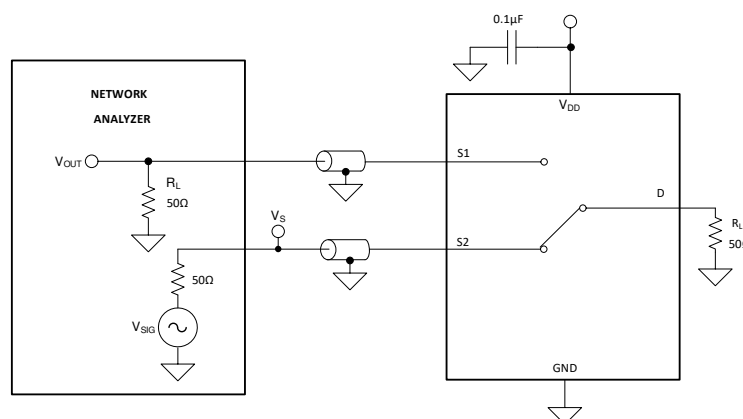 0.1µF
NETWORK
ANALYZER
VDD
VOUT
S1
RL
50Ω
VS
D
RL
S2
50Ω
VSIG
GND